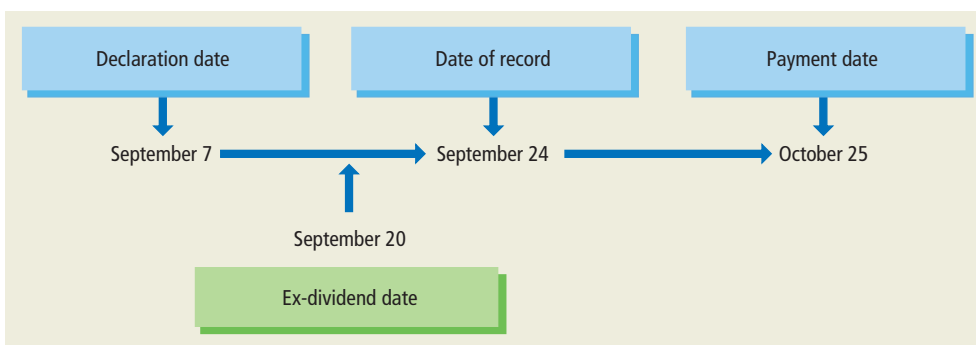 Declaration date
Date of record
Payment date
September 7
September 24
October 25
September 20
Ex-dividend date